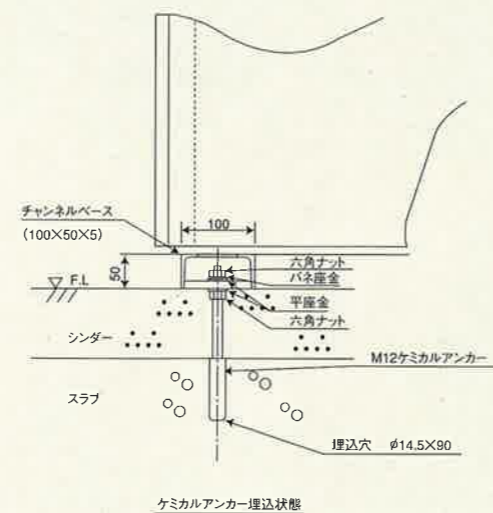 チャンネルベース
(100×50×5)
100
50
F.L
六角ナット
バネ座金
平座金
六角ナット
シンダー
M12ケミカルアンカー
スラブ
埋込穴 φ14.5×90
ケミカルアンカー埋込状態